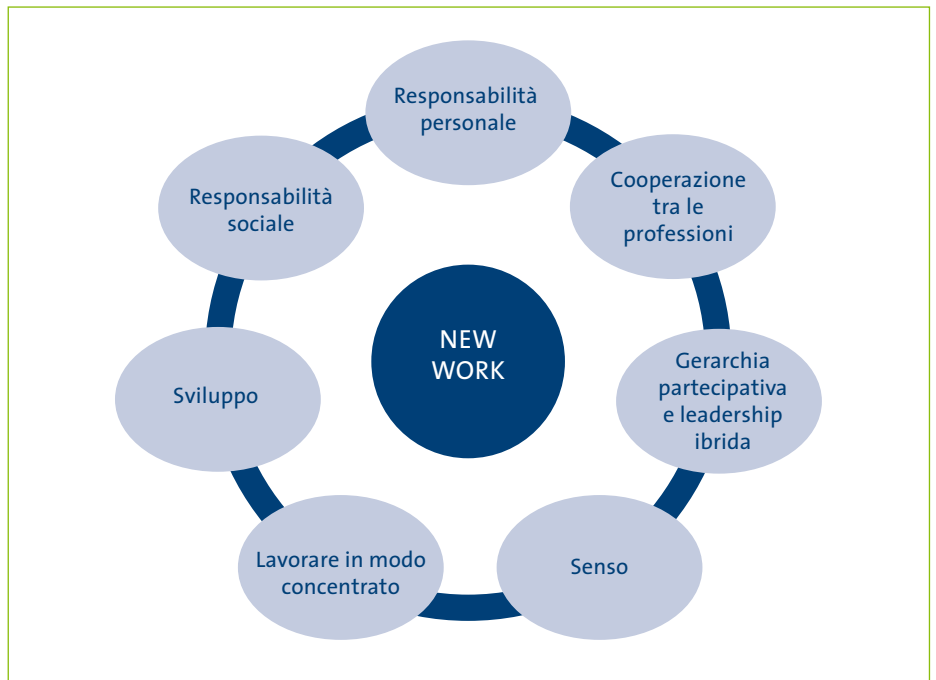 Responsabilità
personale
Cooperazione
tra le
professioni
Gerarchia
partecipativa
e leadership
ibrida
Senso
Lavorare in modo
concentrato
Sviluppo
Responsabilità
sociale
NEW
WORK